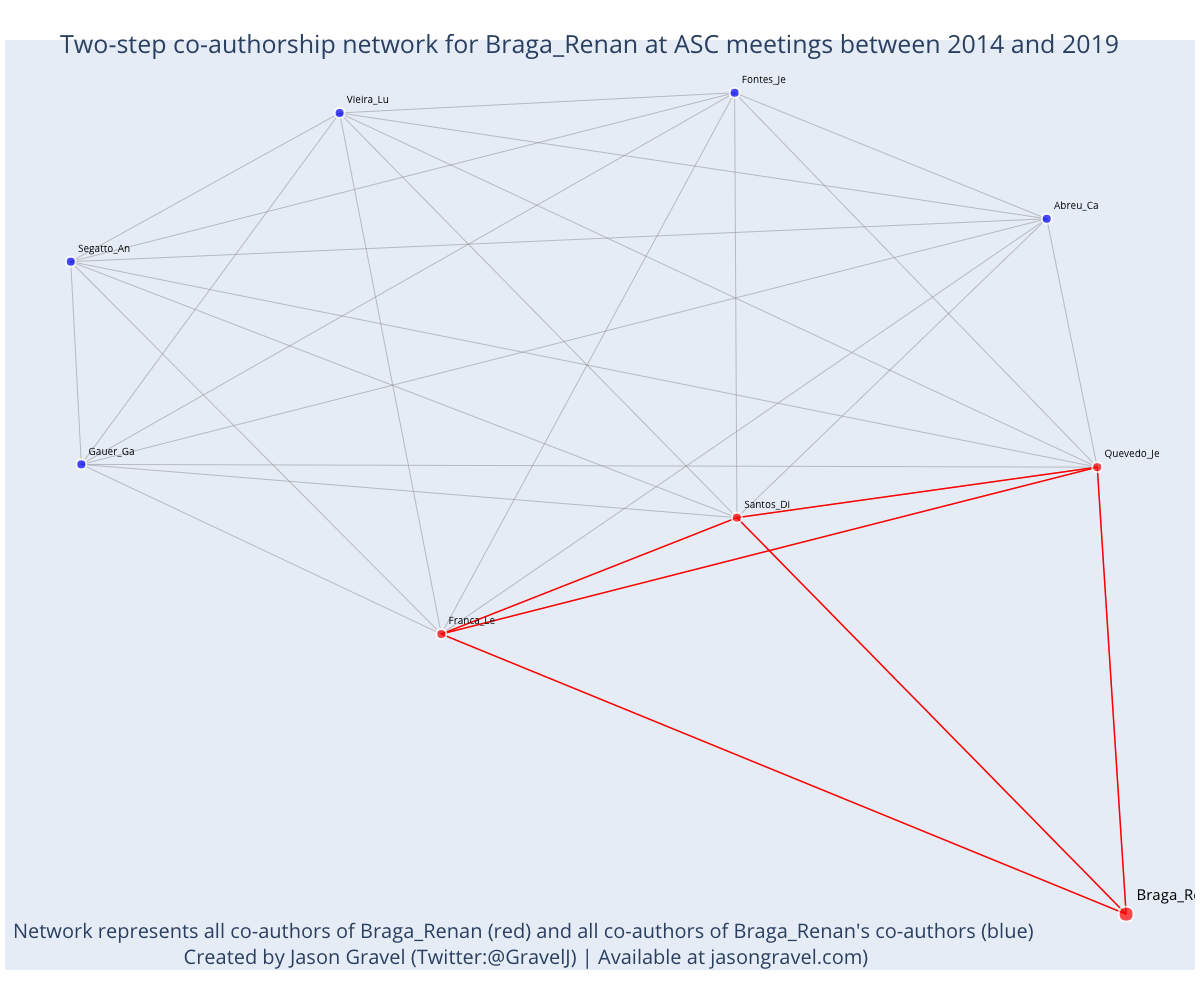 Two-step co-authorship network for Braga_Renan at ASC meetings between 2014 and 2019
Fontes_Je
Vieira_Lu
Abreu_Ca
Segatto_An
Gauer_Ga
Quevedo_Je
Santos_Di
Franca_Le
Braga_Re
Network represents all co-authors of Braga_Renan (red) and all co-authors of Braga_Renan's co-authors (blue)
Created by Jason Gravel (Twitter:@GravelJ) | Available at jasongravel.com)